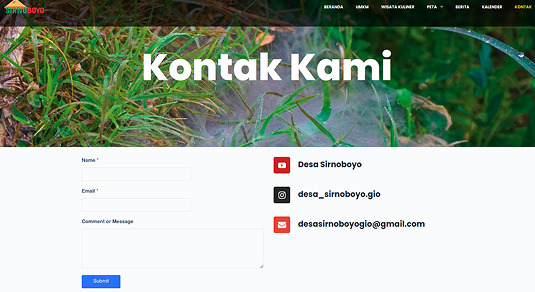 SIRNOBOYO
BERANDA UMKM WISATA KULINER PETA BERITA KALENDER KONTAK
Kontak Kami
Name *
Email *
Comment or Message
Submit
Desa Sirnoboyo
desa_sirnoboyo.gio
desasirnoboyogio@gmail.com